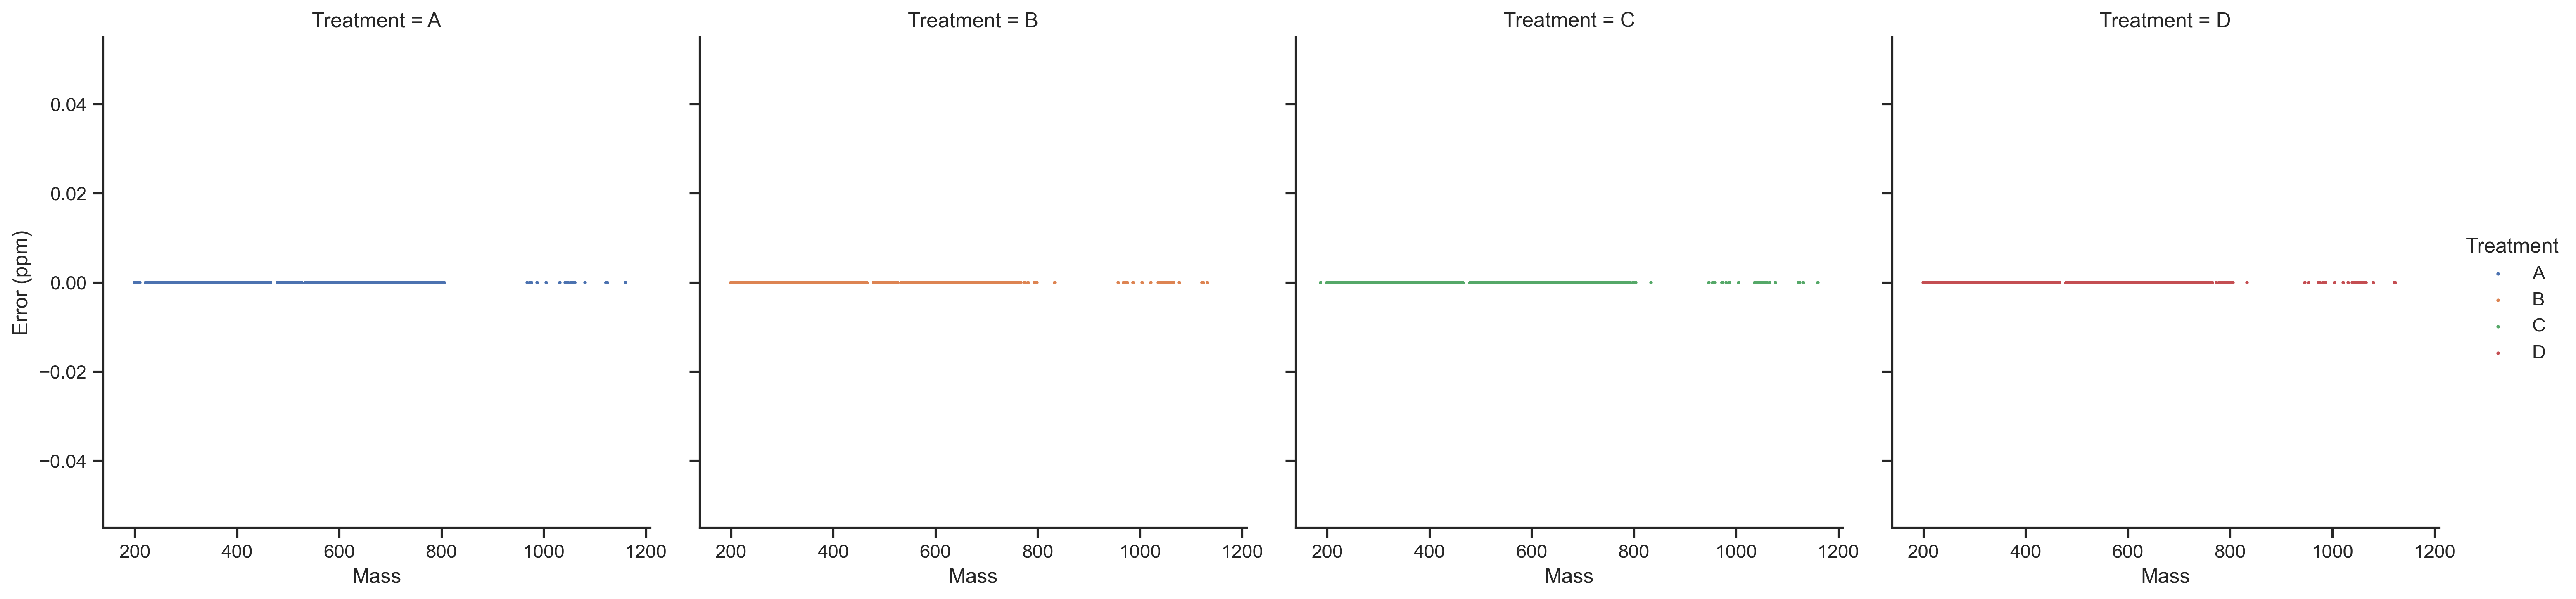 Treatment = A
Treatment = B
Treatment = C
Treatment = D
Error (ppm)
0.04
0.02
0.00
−0.02
−0.04
200 400 600 800 1000 1200
200 400 600 800 1000 1200
200 400 600 800 1000 1200
200 400 600 800 1000 1200
Mass
Mass
Mass
Mass
Treatment
A
B
C
D